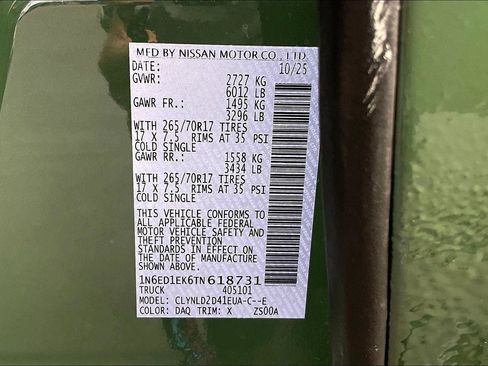 MFD BY NISSAN MOTOR CO., LTD.
DATE: 10/25
GVWR: 2727 KG
6012 LB
GAWR FR.: 1495 KG
3296 LB
WITH 265/70R17 TIRES
17 X 7.5 RIMS AT 35 PSI
COLD SINGLE
GAWR RR.: 1558 KG
3434 LB
WITH 265/70R17 TIRES
17 X 7.5 RIMS AT 35 PSI
COLD SINGLE
THIS VEHICLE CONFORMS TO
ALL APPLICABLE FEDERAL
MOTOR VEHICLE SAFETY AND
THEFT PREVENTION
STANDARDS IN EFFECT ON
THE DATE OF MANUFACTURE
SHOWN ABOVE.
1N6ED1EK6TN618731
TRUCK 405101
MODEL: CLYNLD2D41EUA-C--E
COLOR: DAQ TRIM: X ZS00A